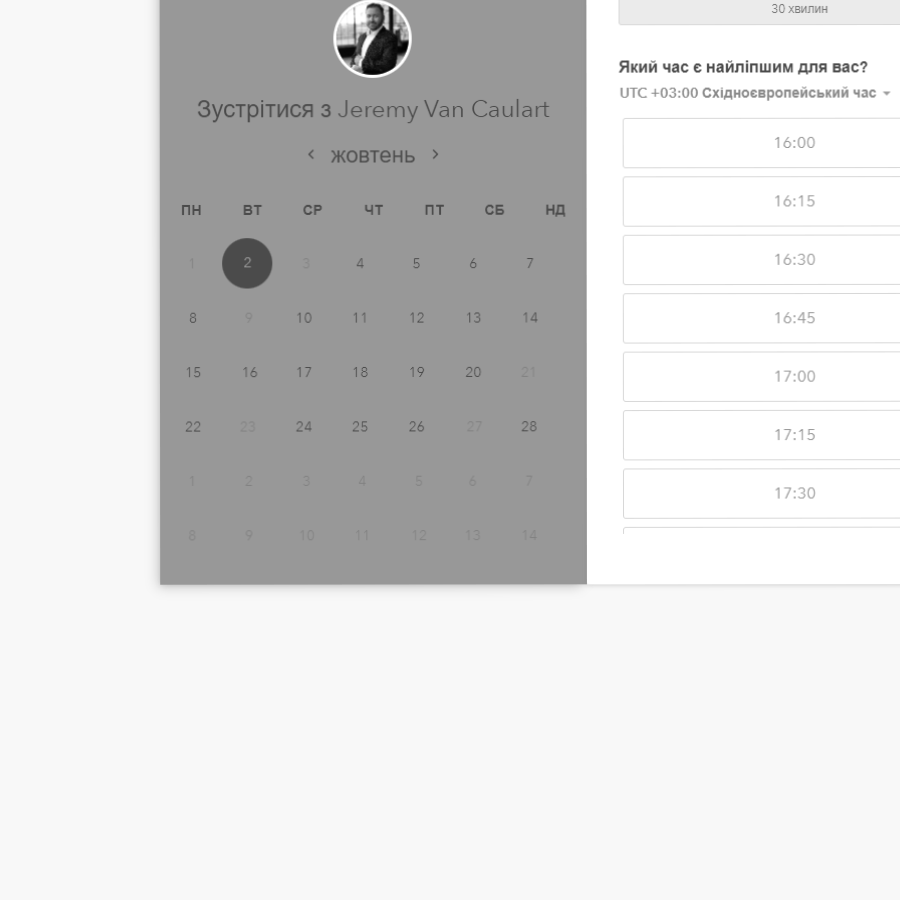 Зустрітися з Jeremy Van Caulart
‹ жовтень ›
ПН ВТ СР ЧТ ПТ СБ НД
1 2 3 4 5 6 7
8 9 10 11 12 13 14
15 16 17 18 19 20 21
22 23 24 25 26 27 28
1 2 3 4 5 6 7
8 9 10 11 12 13 14
30 хвилин
Який час є найліпшим для вас?
UTC +03:00 Східноєвропейський час
16:00
16:15
16:30
16:45
17:00
17:15
17:30